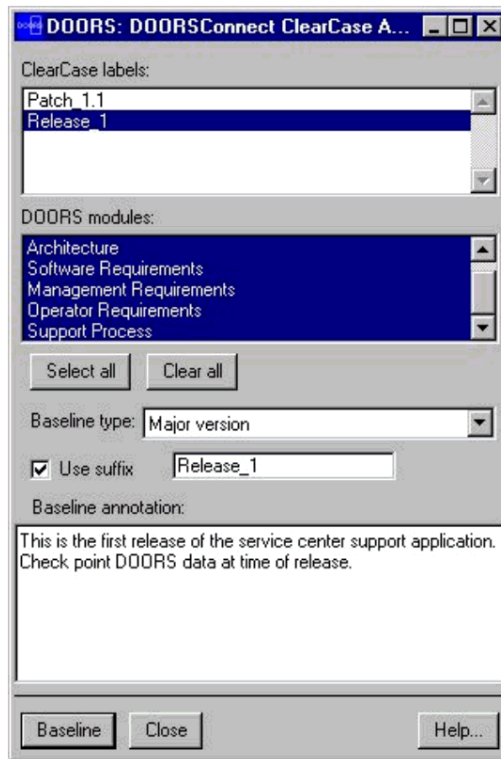 DOORS: DOORSConnect ClearCase A...
ClearCase labels:
Patch_1.1
Release_1
DOORS modules:
Architecture
Software Requirements
Management Requirements
Operator Requirements
Support Process
Select all Clear all
Baseline type: Major version
Use suffix Release_1
Baseline annotation:
This is the first release of the service center support application.
Check point DOORS data at time of release.
Baseline Close Help...